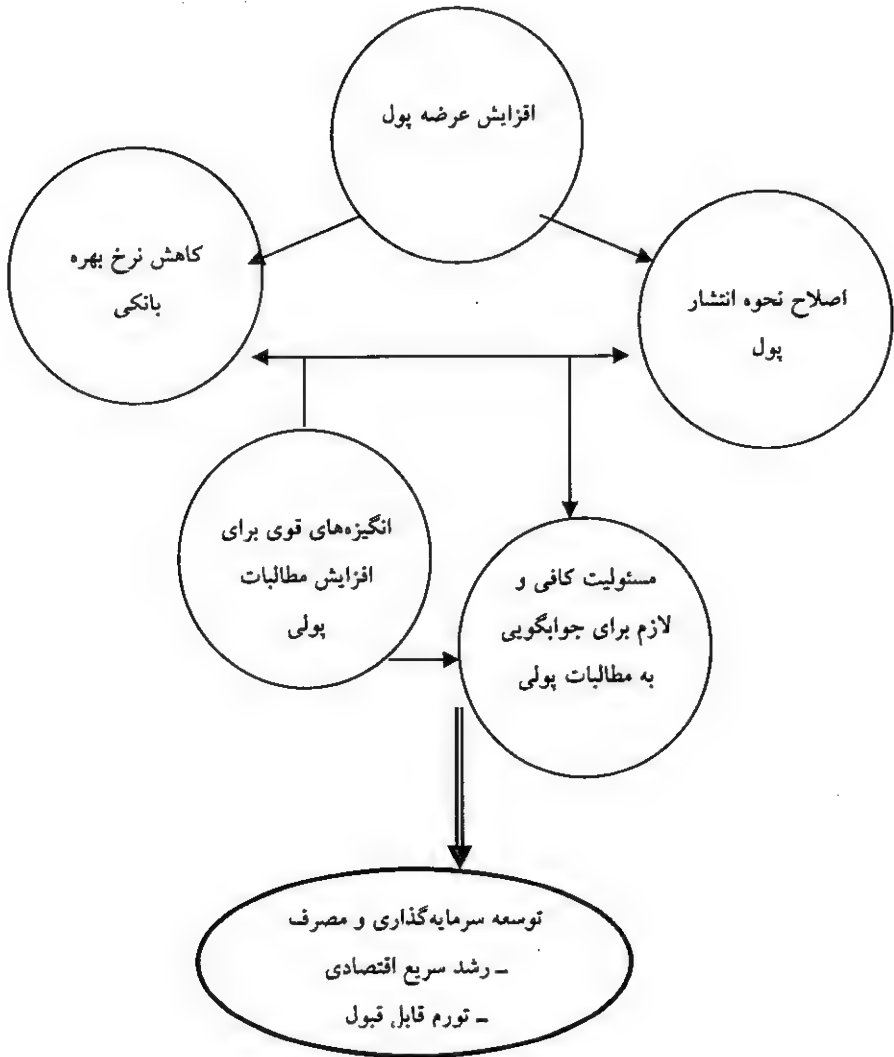 افزایش عرضه پول
کاهش نرخ بهره
بانکی
اصلاح نحوه انتشار
پول
انگیزه‌های قوی برای
افزایش مطالبات
پولی
مسئولیت کافی و
لازم برای جوابگویی
به مطالبات پولی
توسعه سرمایه‌گذاری و مصرف
ـ رشد سریع اقتصادی
ـ تورم قابل قبول